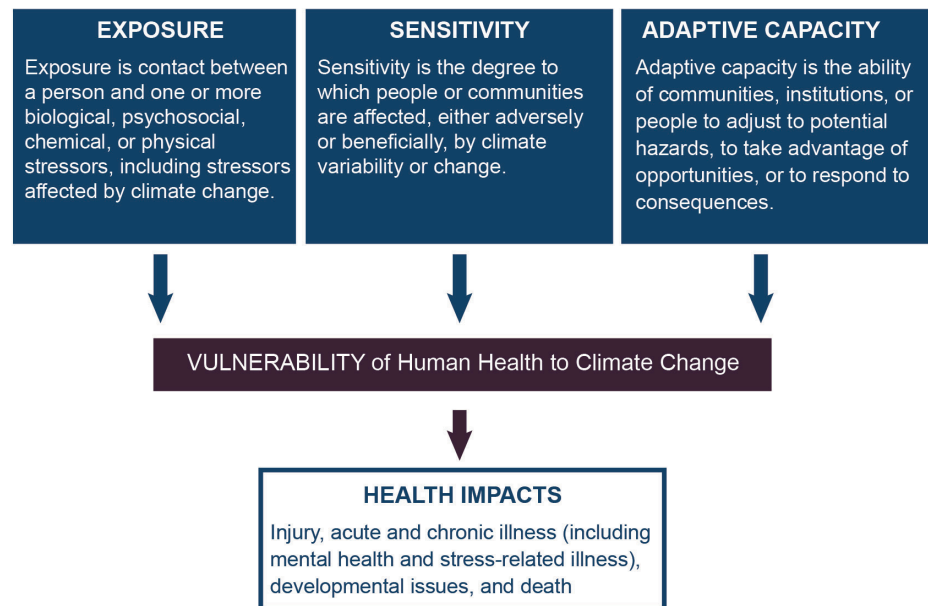 EXPOSURE
Exposure is contact between
a person and one or more
biological, psychosocial,
chemical, or physical
stressors, including stressors
affected by climate change.
SENSITIVITY
Sensitivity is the degree to
which people or communities
are affected, either adversely
or beneficially, by climate
variability or change.
ADAPTIVE CAPACITY
Adaptive capacity is the ability
of communities, institutions, or
people to adjust to potential
hazards, to take advantage of
opportunities, or to respond to
consequences.
VULNERABILITY of Human Health to Climate Change
HEALTH IMPACTS
Injury, acute and chronic illness (including
mental health and stress-related illness),
developmental issues, and death